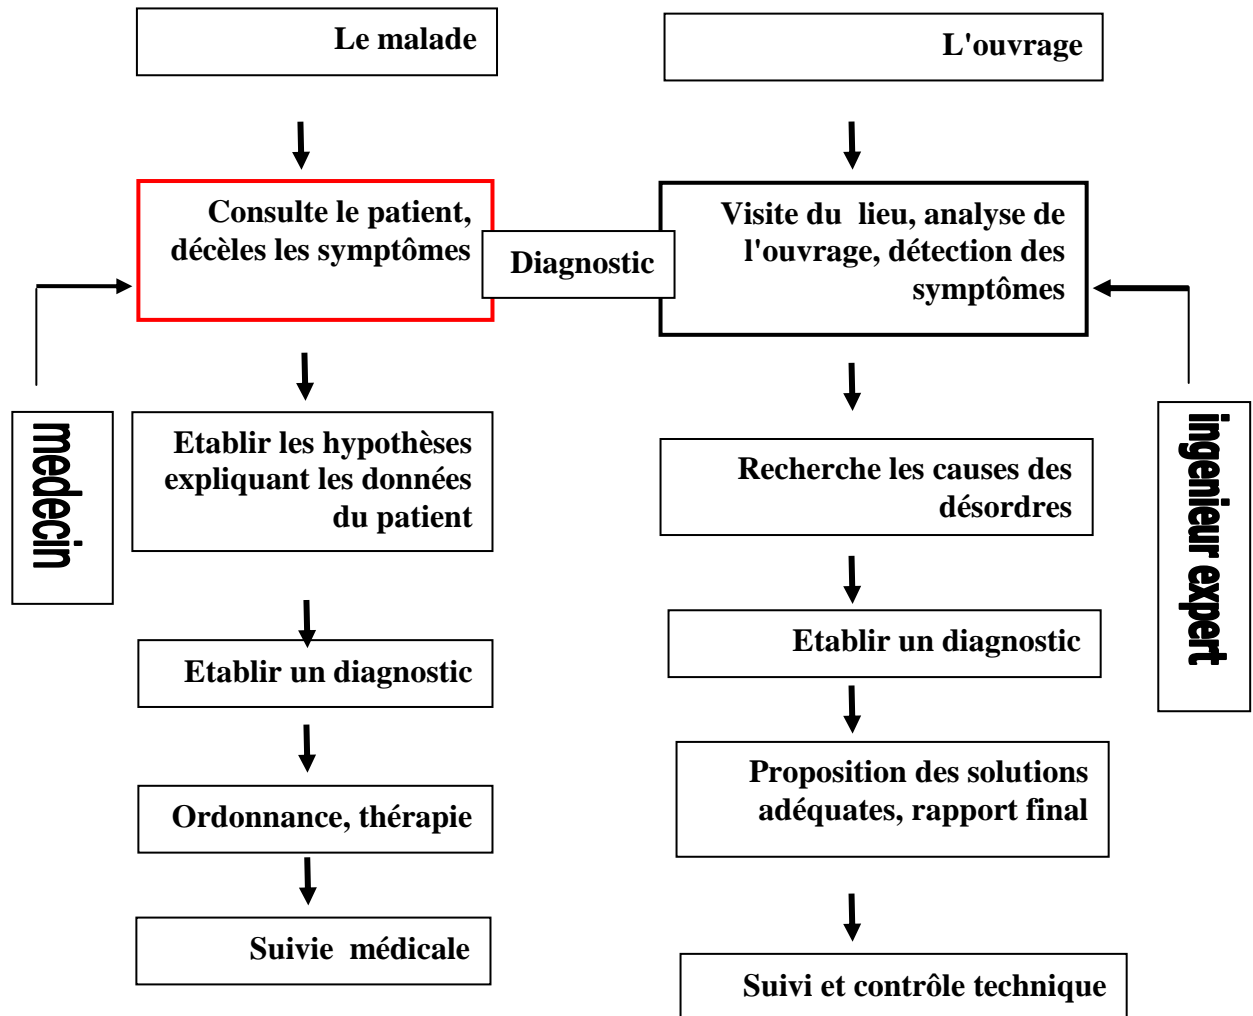 Le malade
L'ouvrage
Consulte le patient,
décèles les symptômes
Diagnostic
Visite du lieu, analyse de
l'ouvrage, détection des
symptômes
medecin
Etablir les hypothèses
expliquant les données
du patient
Recherche les causes des
désordres
ingenieur expert
Etablir un diagnostic
Etablir un diagnostic
Ordonnance, thérapie
Proposition des solutions
adéquates, rapport final
Suivie médicale
Suivi et contrôle technique